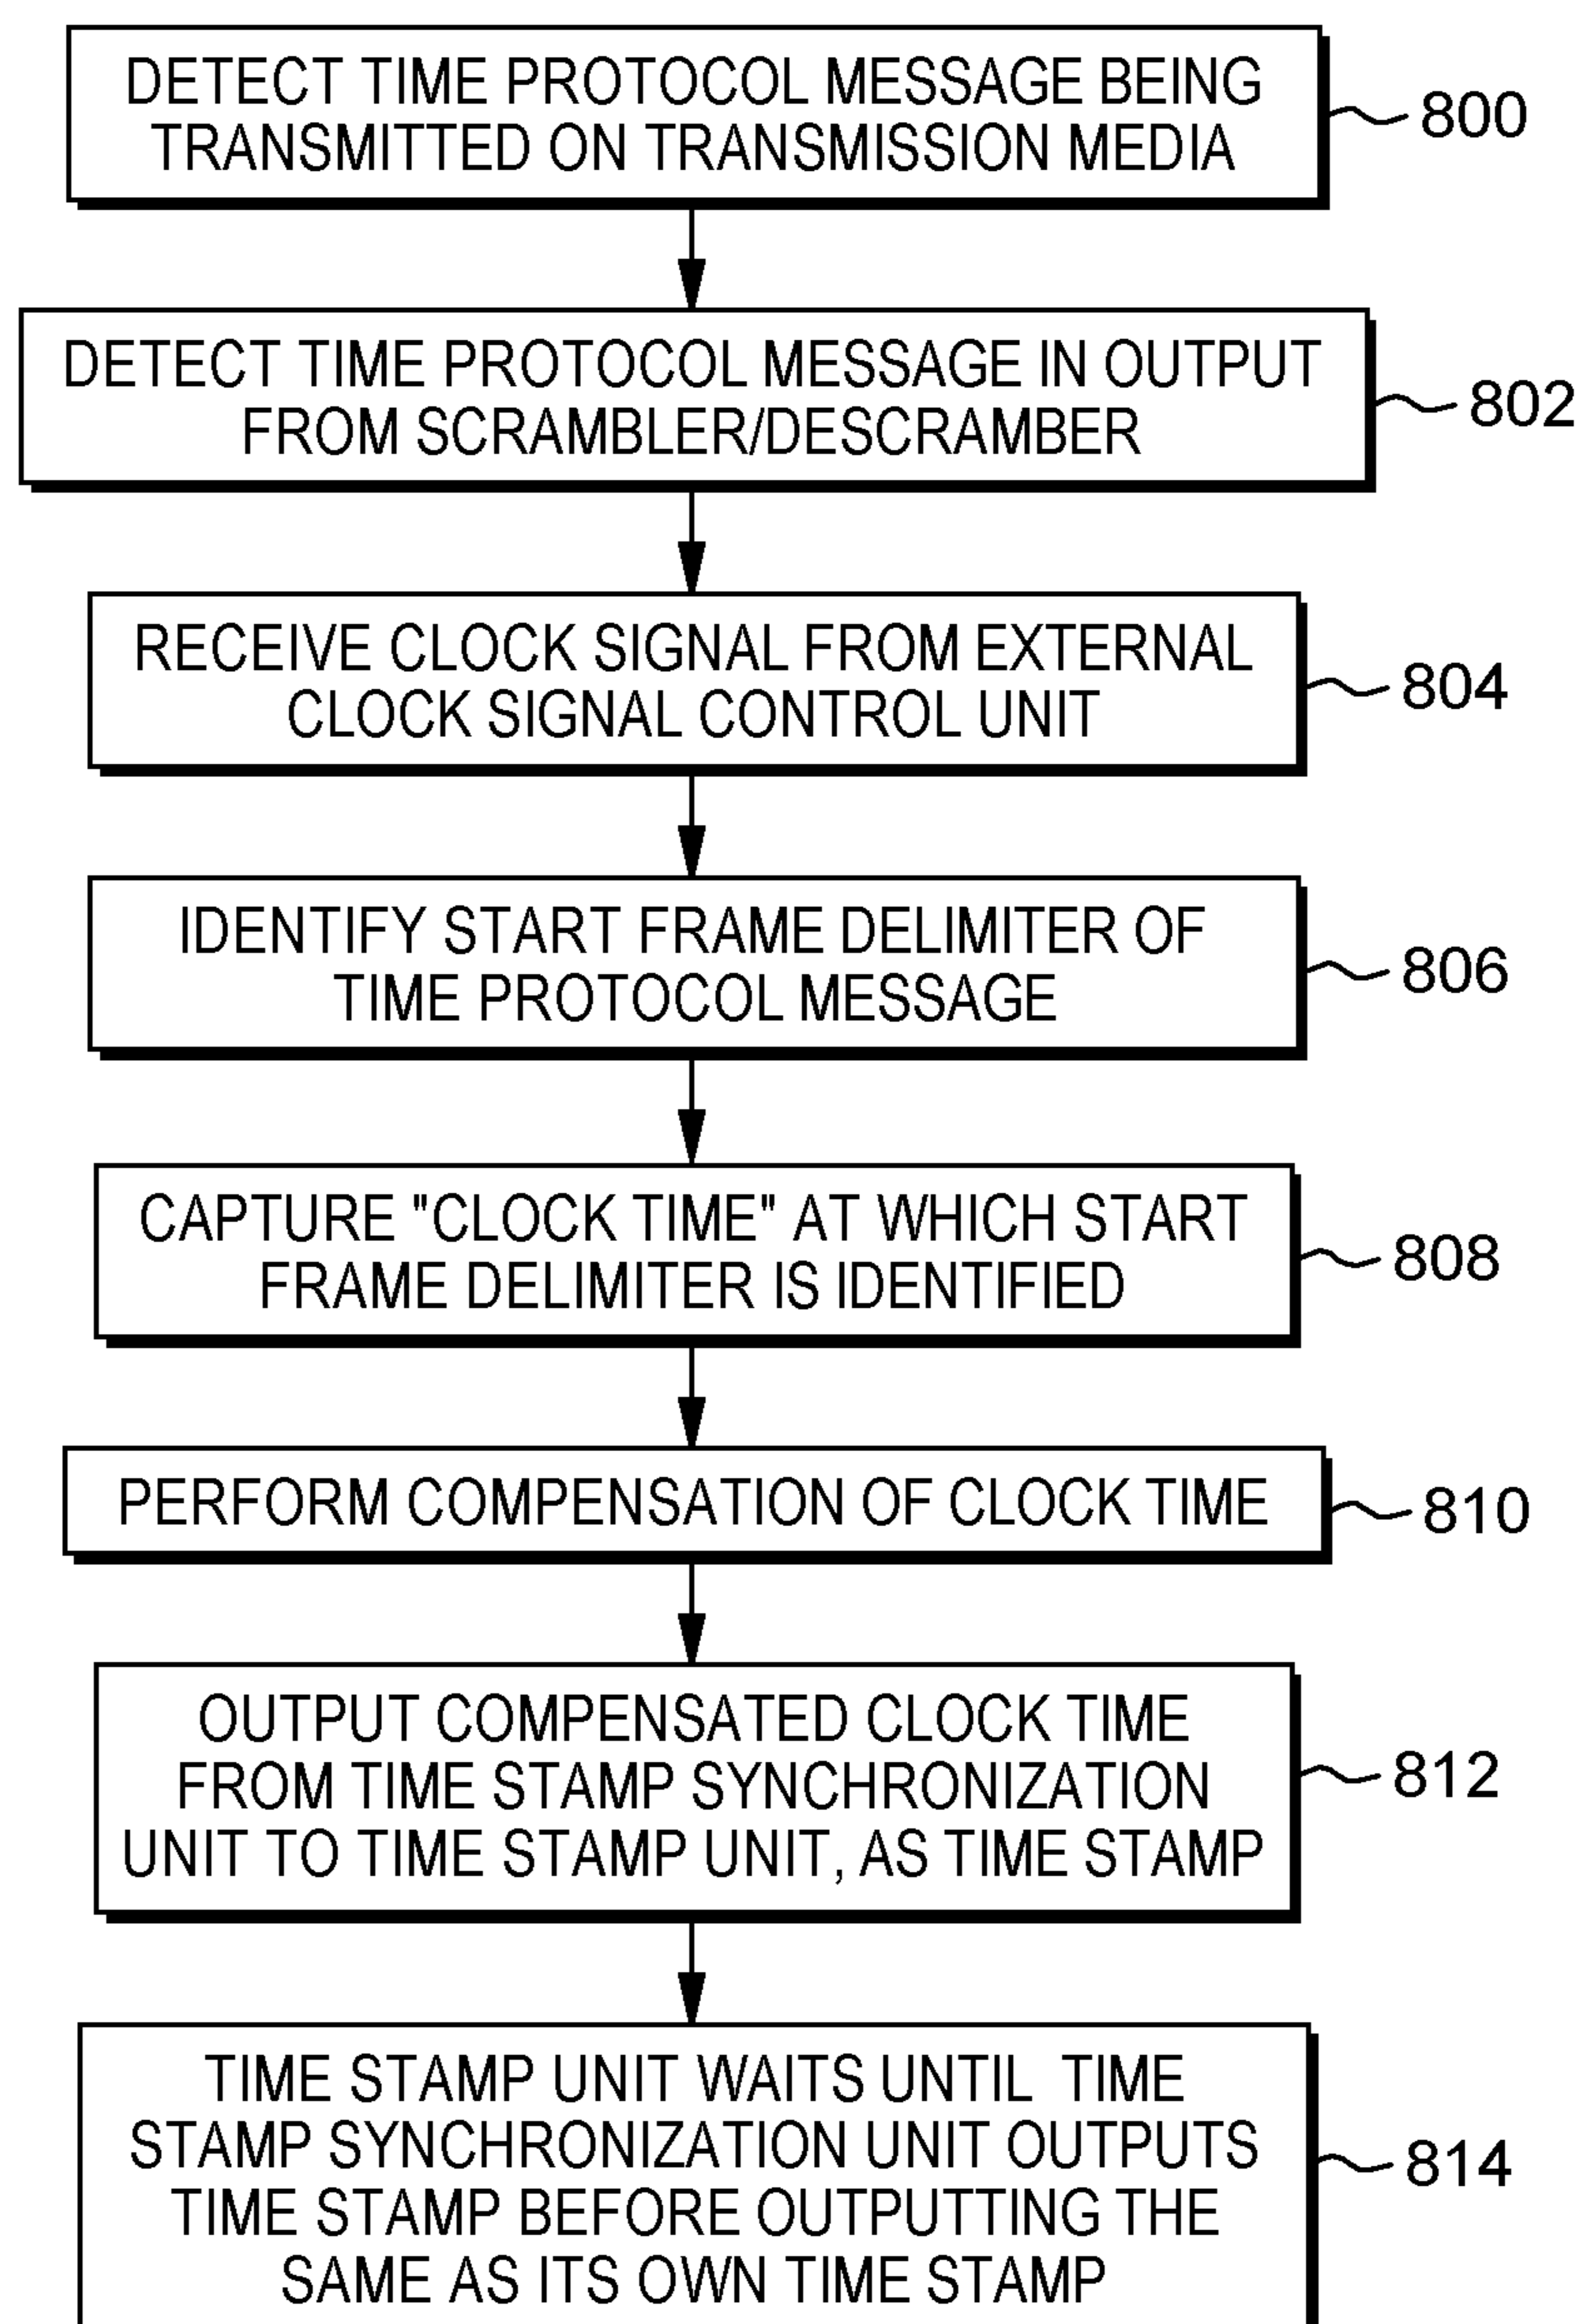 DETECT TIME PROTOCOL MESSAGE BEING
TRANSMITTED ON TRANSMISSION MEDIA
800
DETECT TIME PROTOCOL MESSAGE IN OUTPUT
FROM SCRAMBLER/DESCRAMBER
802
RECEIVE CLOCK SIGNAL FROM EXTERNAL
CLOCK SIGNAL CONTROL UNIT
804
IDENTIFY START FRAME DELIMITER OF
TIME PROTOCOL MESSAGE
806
CAPTURE "CLOCK TIME" AT WHICH START
FRAME DELIMITER IS IDENTIFIED
808
PERFORM COMPENSATION OF CLOCK TIME
810
OUTPUT COMPENSATED CLOCK TIME
FROM TIME STAMP SYNCHRONIZATION
UNIT TO TIME STAMP UNIT, AS TIME STAMP
812
TIME STAMP UNIT WAITS UNTIL TIME
STAMP SYNCHRONIZATION UNIT OUTPUTS
TIME STAMP BEFORE OUTPUTTING THE
SAME AS ITS OWN TIME STAMP
814